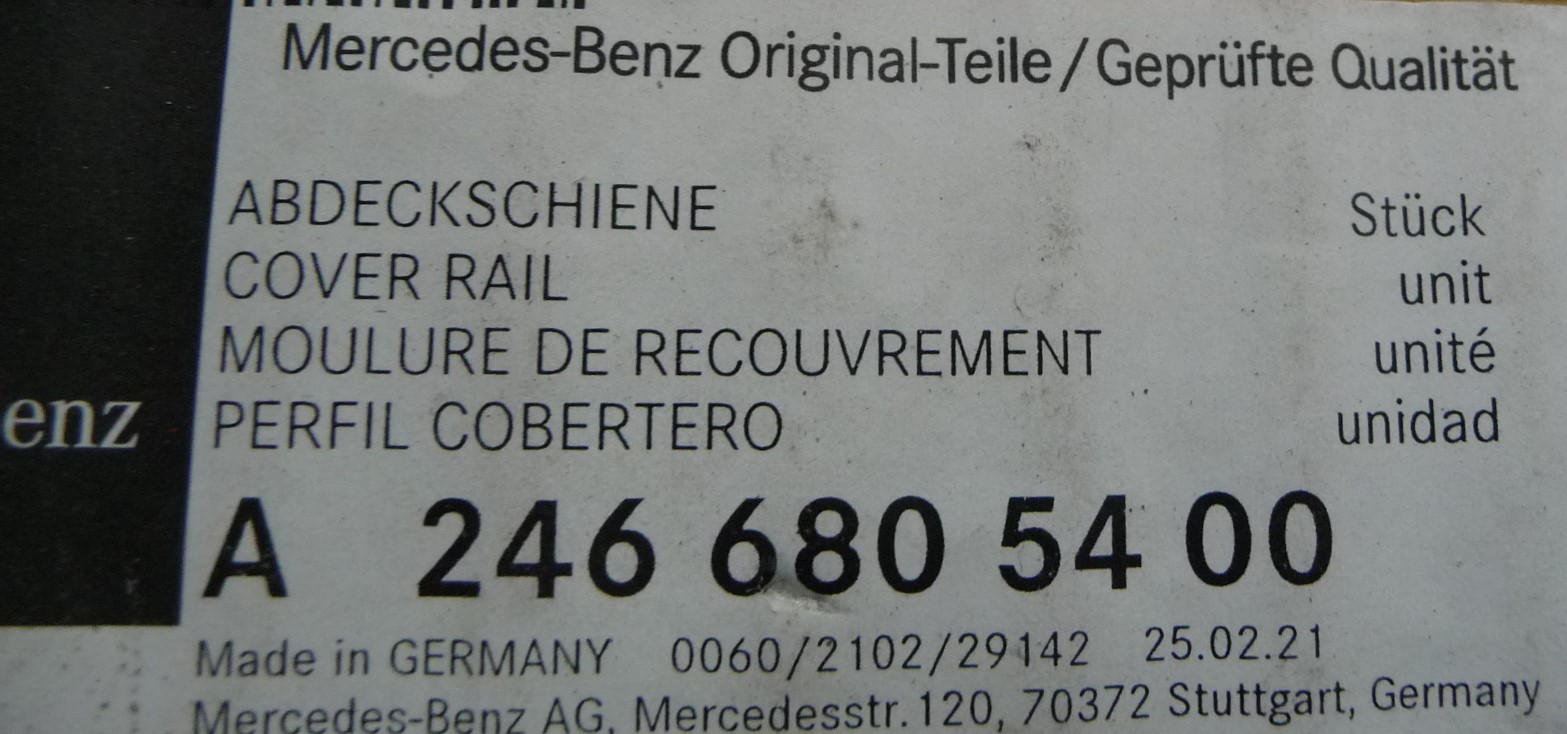 Mercedes-Benz Original-Teile/Geprüfte Qualität
ABDECKSCHIENE Stück
COVER RAIL unit
MOULURE DE RECOUVREMENT unité
PERFIL COBERTERO unidad
enz
A 246 680 54 00
Made in GERMANY 0060/2102/29142 25.02.21
Mercedes-Benz AG, Mercedesstr. 120, 70372 Stuttgart, Germany